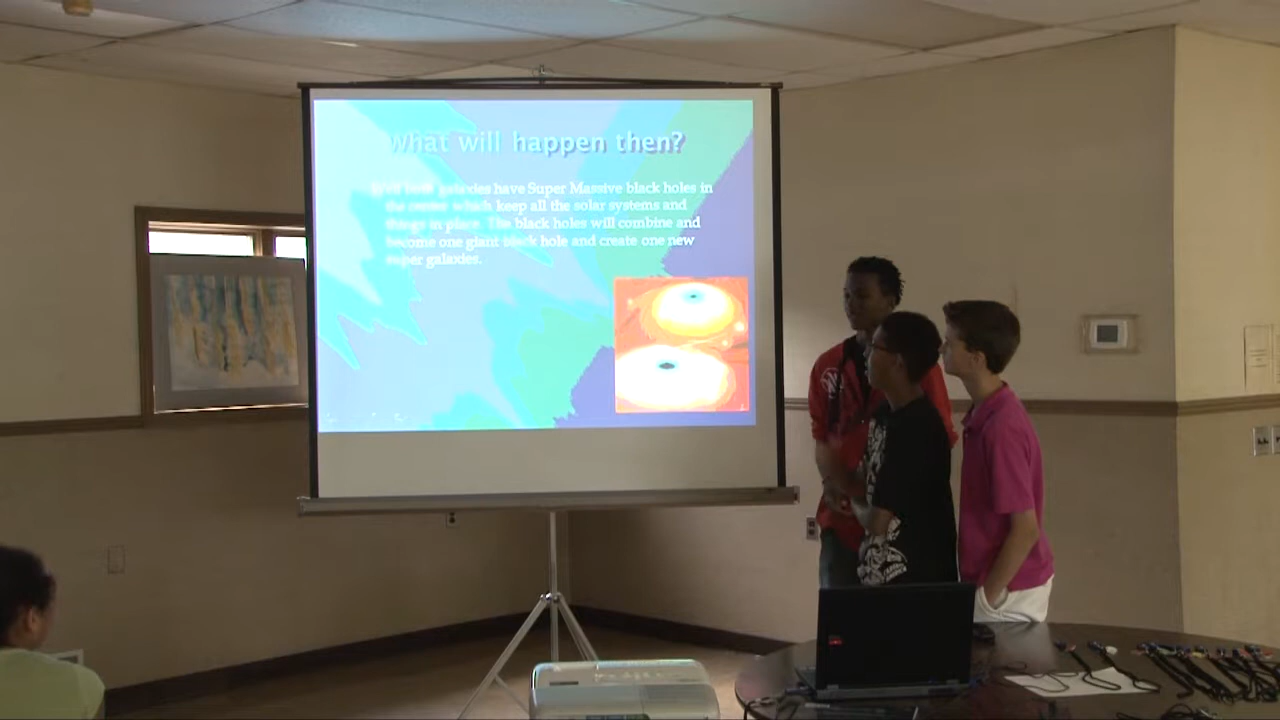 What will happen then?
galaxies have Super Massive black holes in
the center which keep all the solar systems and
things in place. The black holes will combine and
become one giant black hole and create one new
super galaxies.